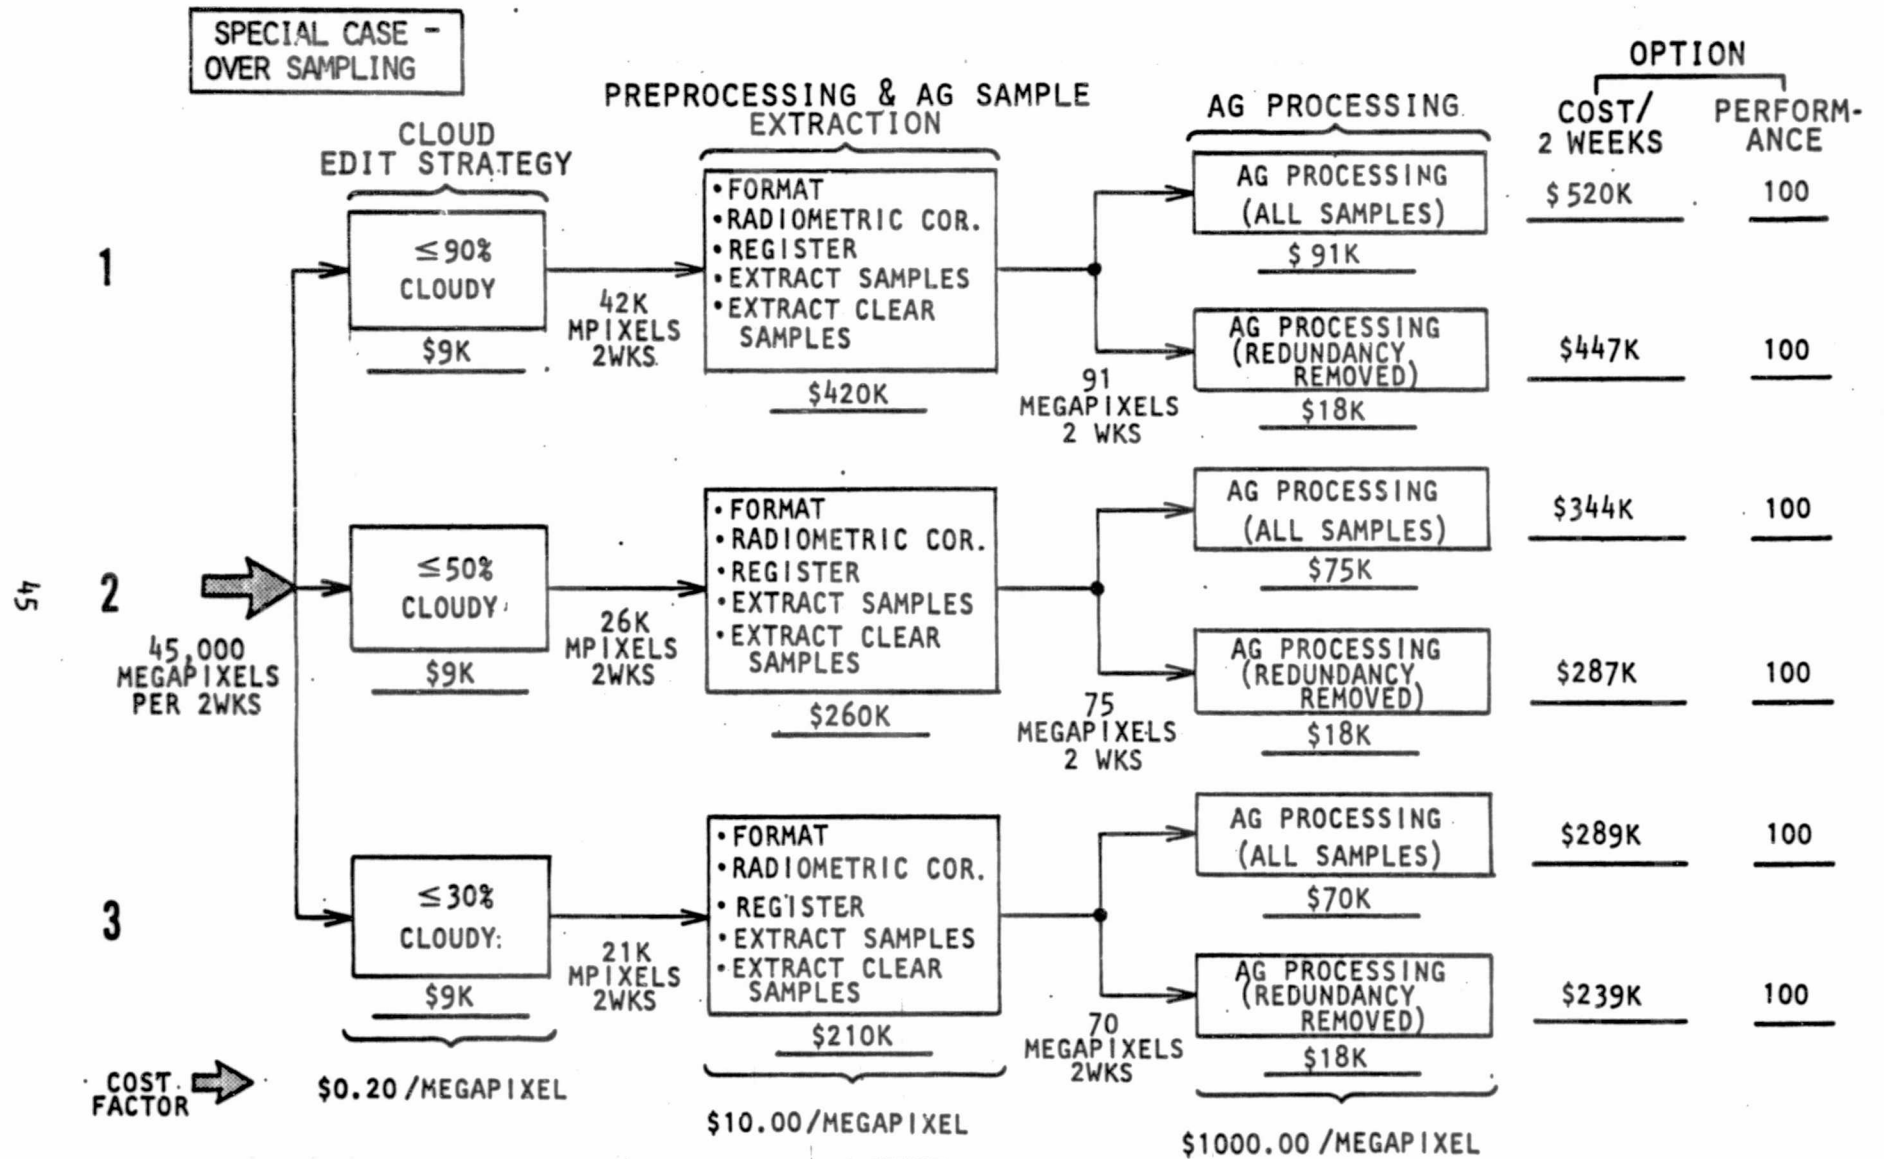 SPECIAL CASE -
OVER SAMPLING
OPTION
PREPROCESSING & AG SAMPLE
EXTRACTION
AG PROCESSING
COST/
2 WEEKS
PERFORM-
ANCE
CLOUD
EDIT STRATEGY
1
≤90%
CLOUDY
$9K
42K
MPIXELS
2WKS
•FORMAT
•RADIOMETRIC COR.
•REGISTER
•EXTRACT SAMPLES
•EXTRACT CLEAR
SAMPLES
$420K
91
MEGAPIXELS
2 WKS
AG PROCESSING
(ALL SAMPLES)
$91K
$520K
100
AG PROCESSING
(REDUNDANCY
REMOVED)
$18K
$447K
100
45
2
45,000
MEGAPIXELS
PER 2WKS
≤50%
CLOUDY
$9K
26K
MPIXELS
2WKS
•FORMAT
•RADIOMETRIC COR.
•REGISTER
•EXTRACT SAMPLES
•EXTRACT CLEAR
SAMPLES
$260K
75
MEGAPIXELS
2 WKS
AG PROCESSING
(ALL SAMPLES)
$75K
$344K
100
AG PROCESSING
(REDUNDANCY
REMOVED)
$18K
$287K
100
3
≤30%
CLOUDY
$9K
21K
MPIXELS
2WKS
•FORMAT
•RADIOMETRIC COR.
•REGISTER
•EXTRACT SAMPLES
•EXTRACT CLEAR
SAMPLES
$210K
70
MEGAPIXELS
2WKS
AG PROCESSING
(ALL SAMPLES)
$70K
$289K
100
AG PROCESSING
(REDUNDANCY
REMOVED)
$18K
$239K
100
COST
FACTOR
$0.20/MEGAPIXEL
$10.00/MEGAPIXEL
$1000.00/MEGAPIXEL